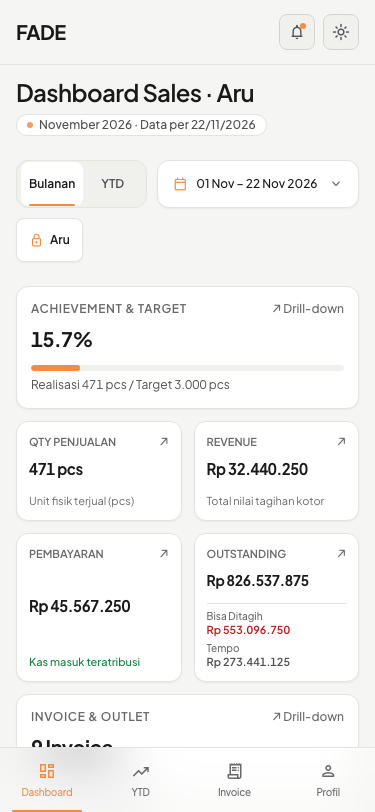 FADE
Dashboard Sales · Aru
November 2026 · Data per 22/11/2026
Bulanan YTD 01 Nov – 22 Nov 2026
Aru
ACHIEVEMENT & TARGET Drill-down
15.7%
Realisasi 471 pcs / Target 3.000 pcs
QTY PENJUALAN
471 pcs
Unit fisik terjual (pcs)
REVENUE
Rp 32.440.250
Total nilai tagihan kotor
PEMBAYARAN
Rp 45.567.250
Kas masuk teratribusi
OUTSTANDING
Rp 826.537.875
Bisa Ditagih
Rp 553.096.750
Tempo
Rp 273.441.125
INVOICE & OUTLET Drill-down
9 Invoice
Dashboard YTD Invoice Profil